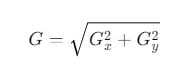 $G = \sqrt{G_x^2 + G_y^2}$